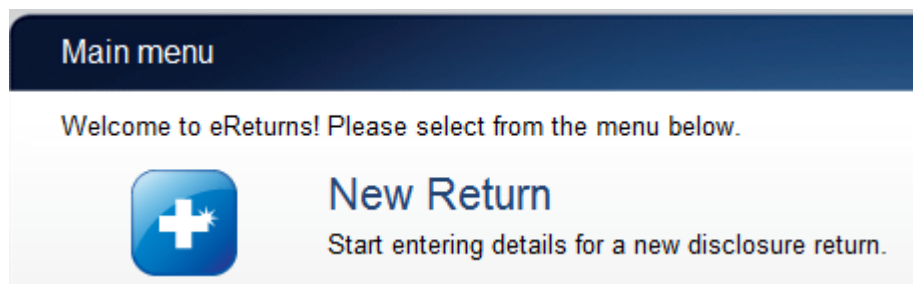 Main menu
Welcome to eReturns! Please select from the menu below.
New Return
Start entering details for a new disclosure return.